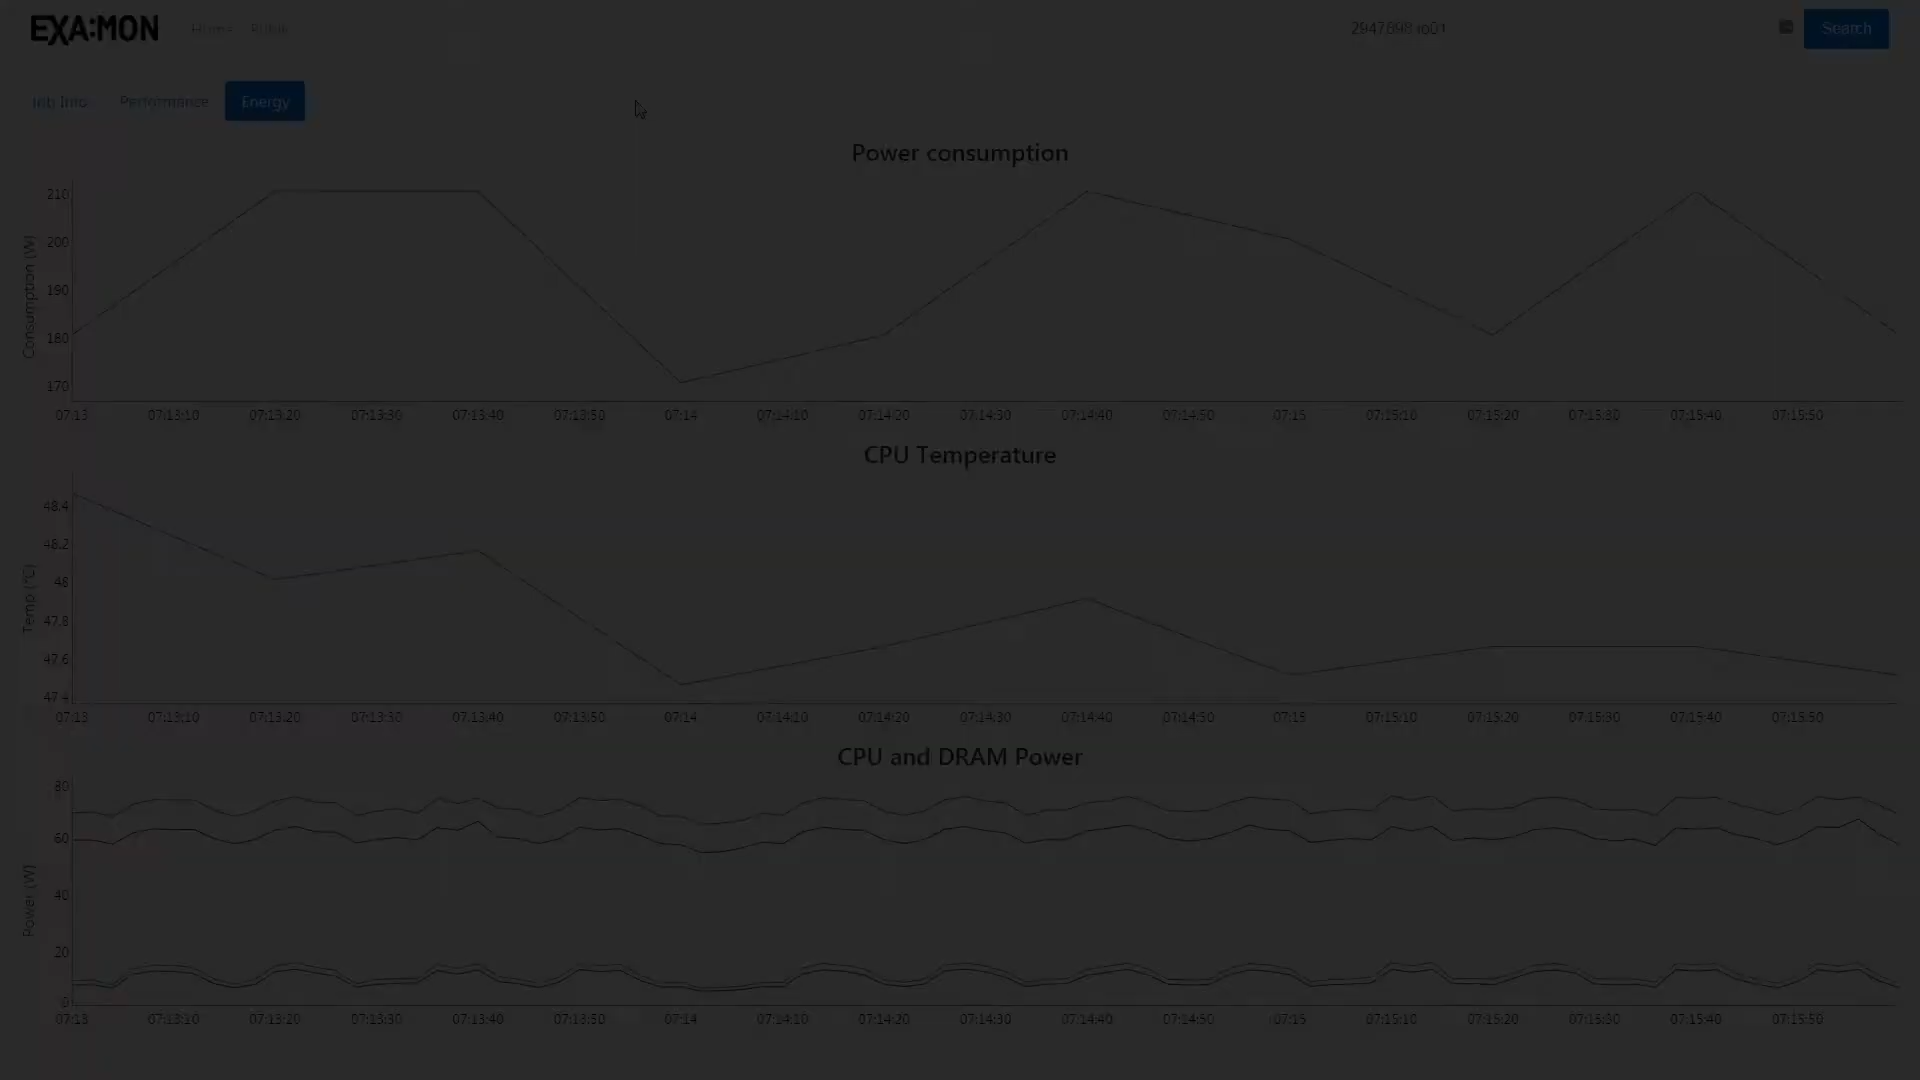 EXA:MON Home Search
Job Info Performance Energy
Power consumption
Consumption (W)
210
200
190
180
170
07:13 07:13:10 07:13:20 07:13:30 07:13:40 07:13:50 07:14 07:14:10 07:14:20 07:14:30 07:14:40 07:14:50 07:15 07:15:10 07:15:20 07:15:30 07:15:40 07:15:50
CPU Temperature
Temp (°C)
48.4
48.2
48
47.8
47.6
47.4
07:13 07:13:10 07:13:20 07:13:30 07:13:40 07:13:50 07:14 07:14:10 07:14:20 07:14:30 07:14:40 07:14:50 07:15 07:15:10 07:15:20 07:15:30 07:15:40 07:15:50
CPU and DRAM Power
Power (W)
80
60
40
20
0
07:13 07:13:10 07:13:20 07:13:30 07:13:40 07:13:50 07:14 07:14:10 07:14:20 07:14:30 07:14:40 07:14:50 07:15 07:15:10 07:15:20 07:15:30 07:15:40 07:15:50